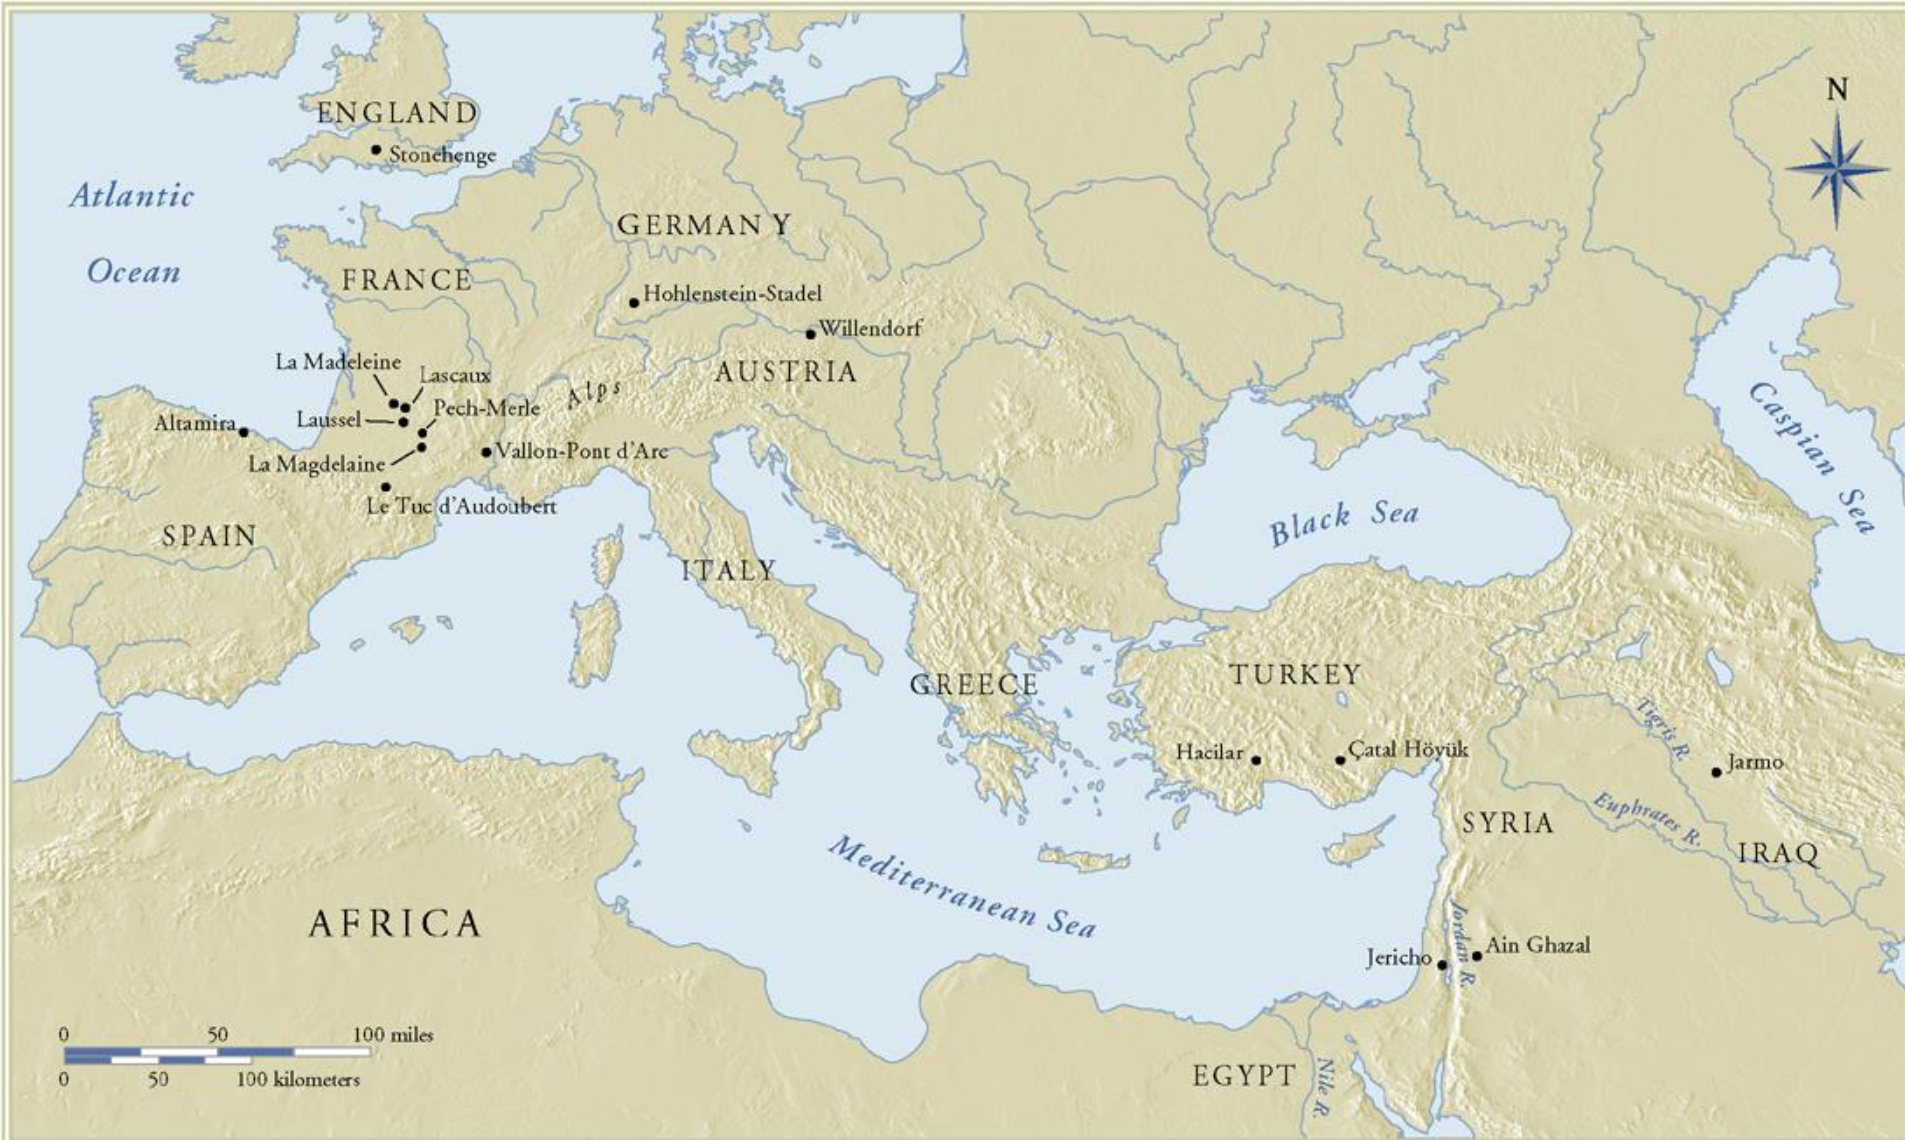 N
ENGLAND
Stonehenge
Atlantic
Ocean
GERMAN Y
FRANCE
Hohlenstein-Stadel
Willendorf
La Madeleine
Lascaux
AUSTRIA
Alps
Pech-Merle
Laussel
Altamira
Vallon-Pont d'Arc
La Magdelaine
Le Tuc d'Audoubert
Caspian Sea
Black Sea
SPAIN
ITALY
GREECE
TURKEY
Tigris R.
Hacilar
Çatal Höyük
Jarmo
Euphrates R.
SYRIA
IRAQ
Mediterranean Sea
AFRICA
Jordan R.
Jericho
Ain Ghazal
0 50 100 miles
0 50 100 kilometers
EGYPT
Nile R.